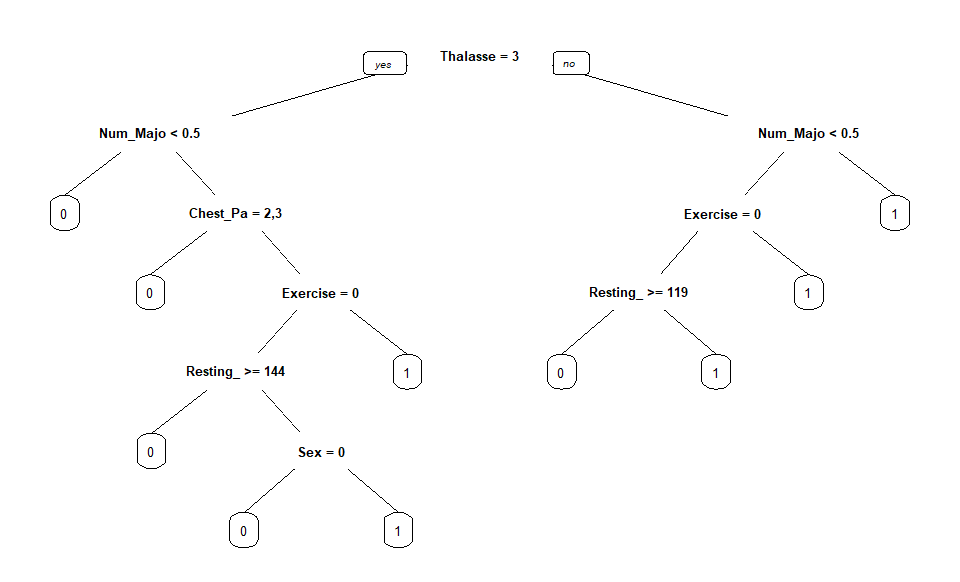 yes
Thalasse = 3
no
Num_Majo < 0.5
Num_Majo < 0.5
0
Chest_Pa = 2,3
Exercise = 0
1
0
Exercise = 0
Resting_ >= 119
1
Resting_ >= 144
1
0
1
0
Sex = 0
0
1